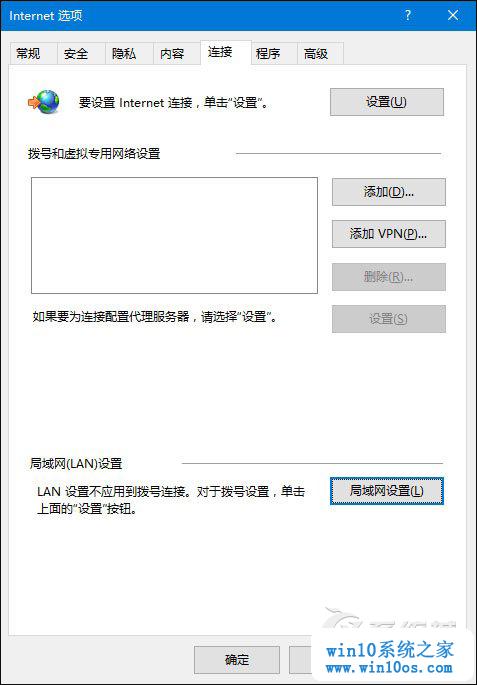 Internet 选项
常规 安全 隐私 内容 连接 程序 高级
要设置 Internet 连接，单击“设置”。
设置(U)
拨号和虚拟专用网络设置
添加(D)...
添加 VPN(P)...
删除(R)...
如果要为连接配置代理服务器，请选择“设置”。
设置(S)
局域网(LAN)设置
LAN 设置不应用到拨号连接。对于拨号设置，单击
上面的“设置”按钮。
局域网设置(L)
确定
win10系统之家
www.win10os.com